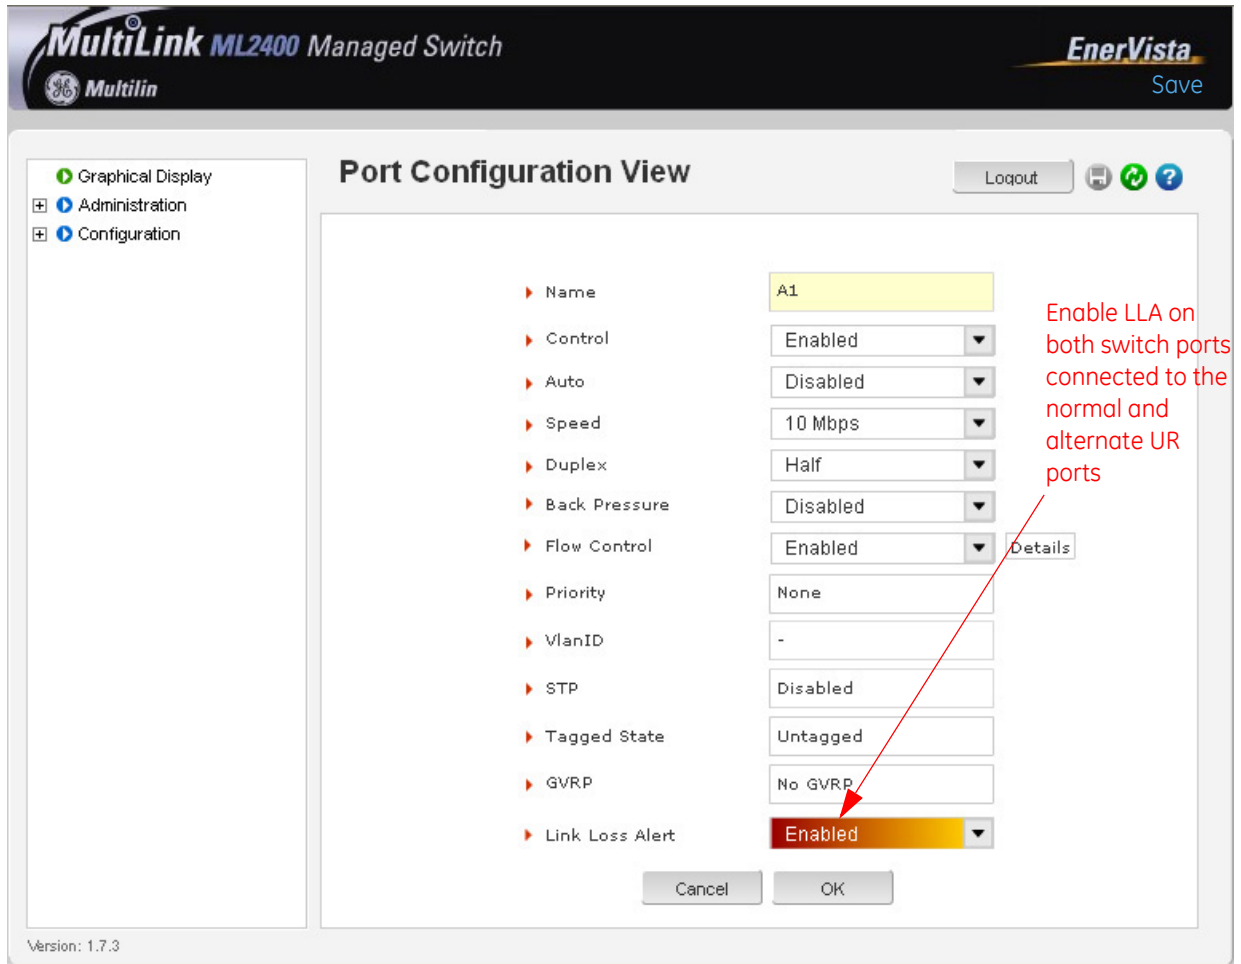 MultiLink ML2400 Managed Switch
EnerVista
Multilin
Save
Graphical Display
Administration
Configuration
Port Configuration View
Logout
Name A1
Control Enabled
Auto Disabled
Speed 10 Mbps
Duplex Half
Back Pressure Disabled
Flow Control Enabled Details
Priority None
VlanID -
STP Disabled
Tagged State Untagged
GVRP No GVRP
Link Loss Alert Enabled
Cancel OK
Enable LLA on
both switch ports
connected to the
normal and
alternate UR
ports
Version: 1.7.3